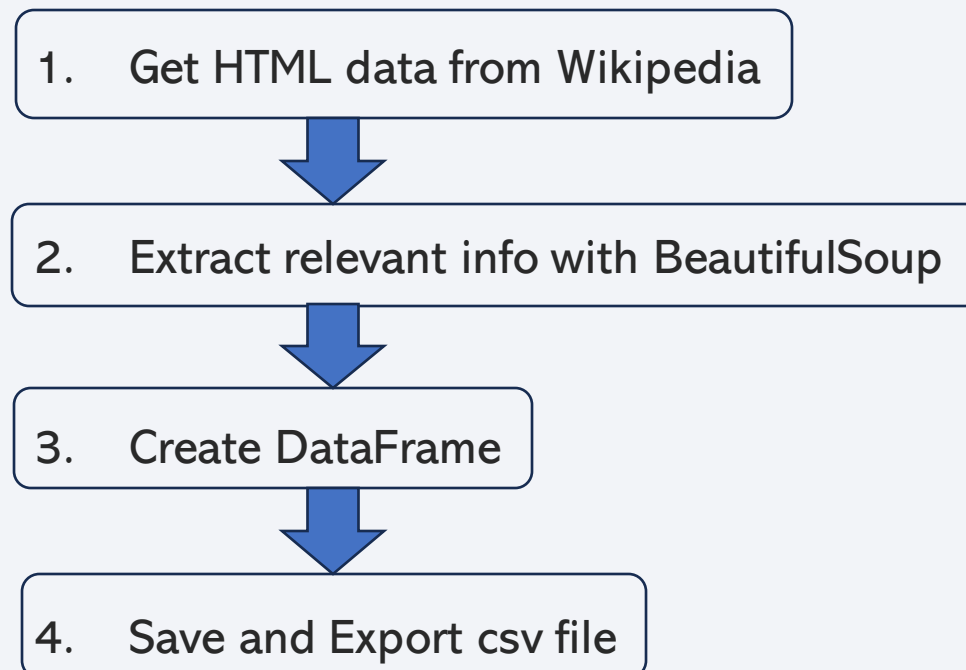 1. Get HTML data from Wikipedia
2. Extract relevant info with BeautifulSoup
3. Create DataFrame
4. Save and Export csv file